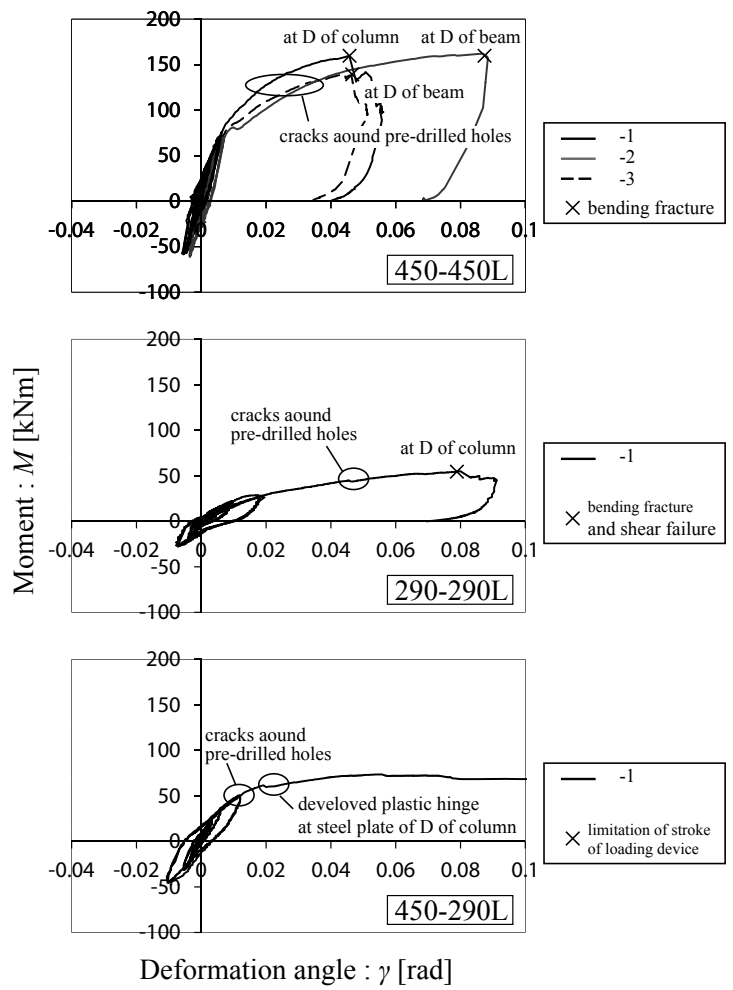 200
150
100
50
0
-50
-100
-0.04
-0.02
0
0.02
0.04
0.06
0.08
0.1
at D of column
at D of beam
at D of beam
cracks aound pre-drilled holes
450-450L
-1
-2
-3
× bending fracture
200
150
100
50
0
-50
-100
-0.04
-0.02
0
0.02
0.04
0.06
0.08
0.1
cracks aound
pre-drilled holes
at D of column
290-290L
-1
× bending fracture
and shear failure
200
150
100
50
0
-50
-100
-0.04
-0.02
0
0.02
0.04
0.06
0.08
0.1
cracks aound
pre-drilled holes
develoved plastic hinge
at steel plate of D of column
450-290L
-1
× limitation of stroke
of loading device
Moment : M [kNm]
Deformation angle : γ [rad]